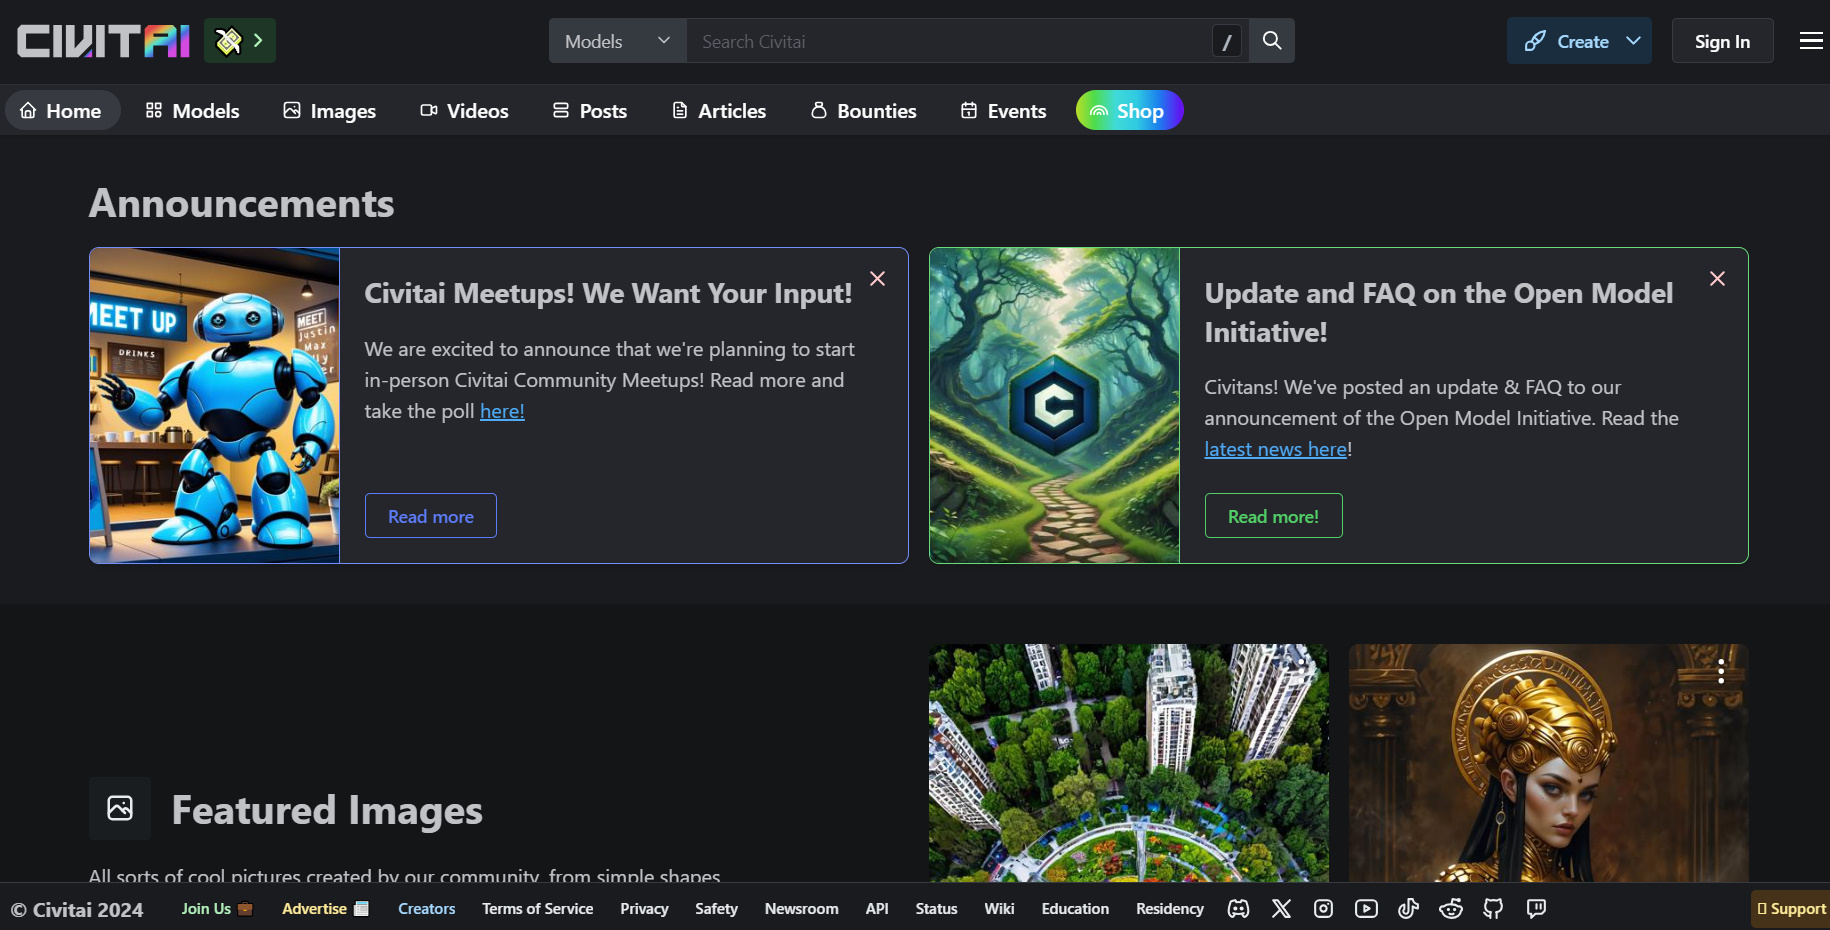 CIVITAI
Models
Search Civitai
/
Create
Sign In
Home
Models
Images
Videos
Posts
Articles
Bounties
Events
Shop
Announcements
MEET UP
DRINKS
MEET
Justin
Max
Civitai Meetups! We Want Your Input!
We are excited to announce that we're planning to start
in-person Civitai Community Meetups! Read more and
take the poll here!
Read more
Update and FAQ on the Open Model
Initiative!
Civitans! We've posted an update & FAQ to our
announcement of the Open Model Initiative. Read the
latest news here!
Read more!
Featured Images
All sorts of cool pictures created by our community, from simple shapes
© Civitai 2024
Join Us
Advertise
Creators
Terms of Service
Privacy
Safety
Newsroom
API
Status
Wiki
Education
Residency
Support